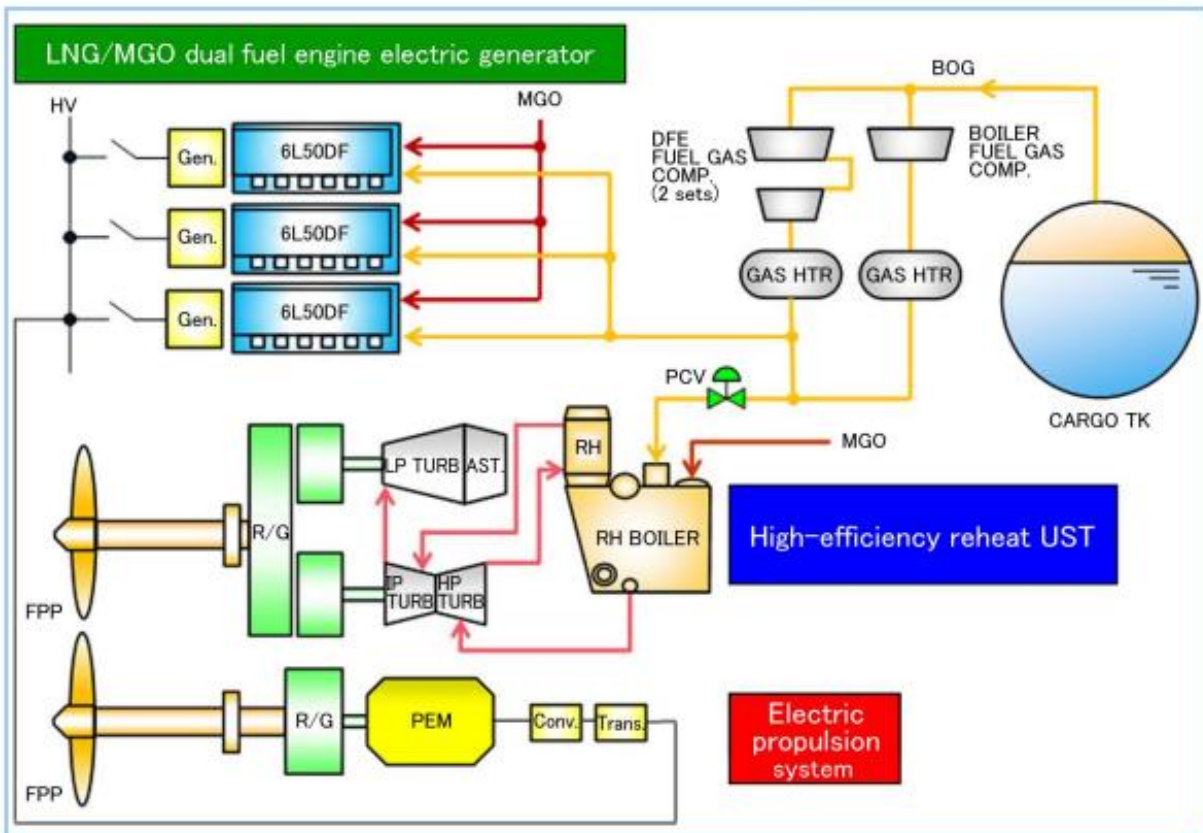 LNG/MGO dual fuel engine electric generator
HV
MGO
BOG
Gen.
6L50DF
Gen.
6L50DF
Gen.
6L50DF
DFE
FUEL GAS
COMP.
(2 sets)
BOILER
FUEL GAS
COMP.
GAS HTR
GAS HTR
CARGO TK
PCV
MGO
RH
RH BOILER
LP TURB
AST.
R/G
IP
TURB
HP
TURB
FPP
High-efficiency reheat UST
R/G
PEM
Conv.
Trans.
FPP
Electric
propulsion
system